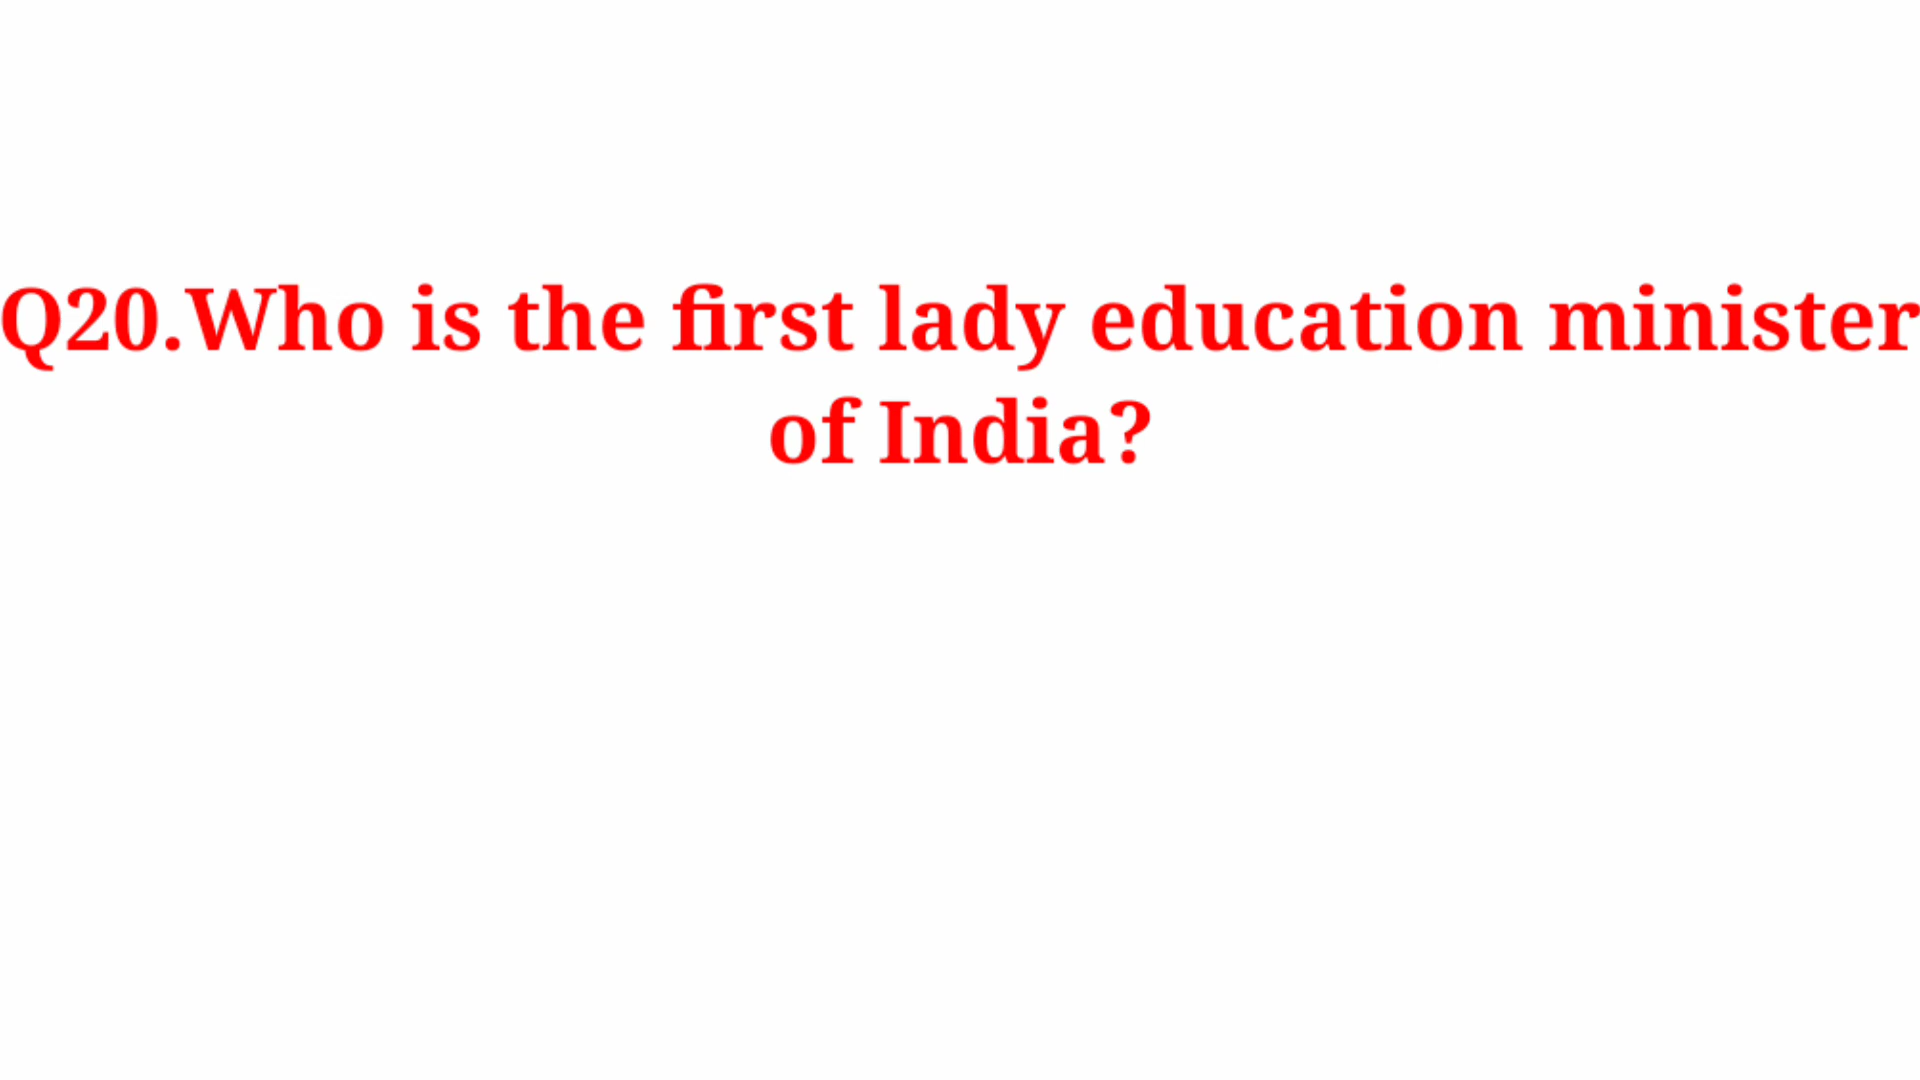 Q20.Who is the first lady education minister
of India?